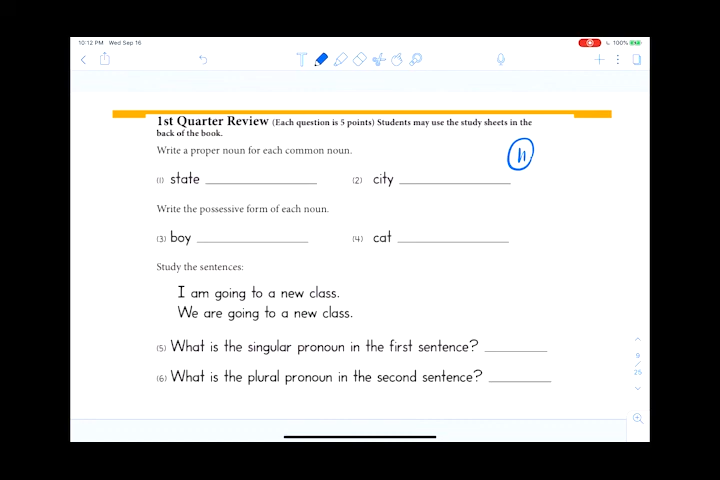 10:12 PM Wed Sep 16
100%
T
1st Quarter Review (Each question is 5 points) Students may use the study sheets in the
back of the book.
Write a proper noun for each common noun.
n
(1) state (2) city
Write the possessive form of each noun.
(3) boy (4) cat
Study the sentences:
I am going to a new class.
We are going to a new class.
(5) What is the singular pronoun in the first sentence?
(6) What is the plural pronoun in the second sentence?
9
/
25